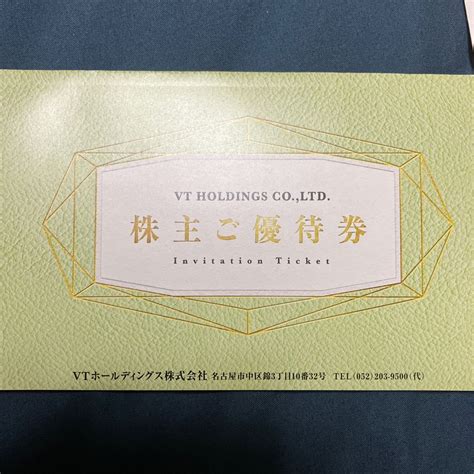 VT HOLDINGS CO.,LTD.
株主ご優待券
Invitation Ticket
VTホールディングス株式会社 名古屋市中区錦3丁目10番32号 TEL(052)203-9500(代)